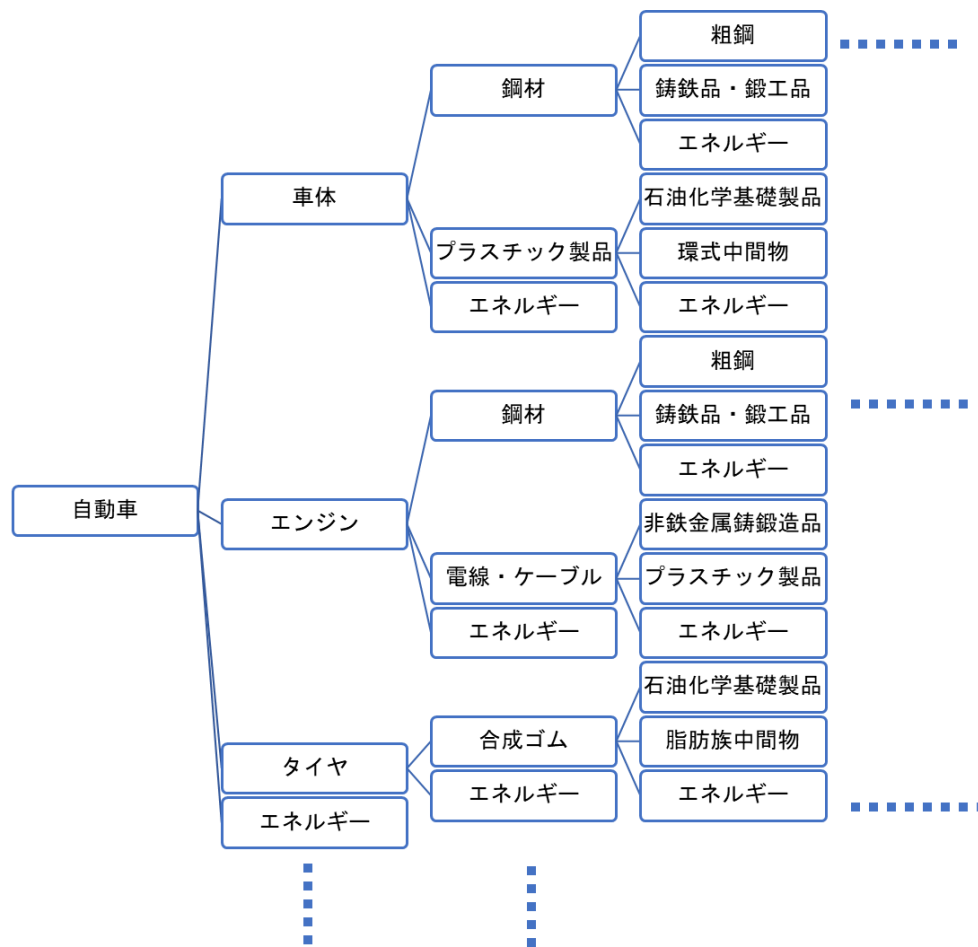 粗鋼
鋼材
鋳鉄品・鍛工品
エネルギー
車体
石油化学基礎製品
プラスチック製品
環式中間物
エネルギー
エネルギー
粗鋼
鋼材
鋳鉄品・鍛工品
エネルギー
自動車
エンジン
非鉄金属鋳鍛造品
電線・ケーブル
プラスチック製品
エネルギー
エネルギー
石油化学基礎製品
合成ゴム
脂肪族中間物
タイヤ
エネルギー
エネルギー
エネルギー